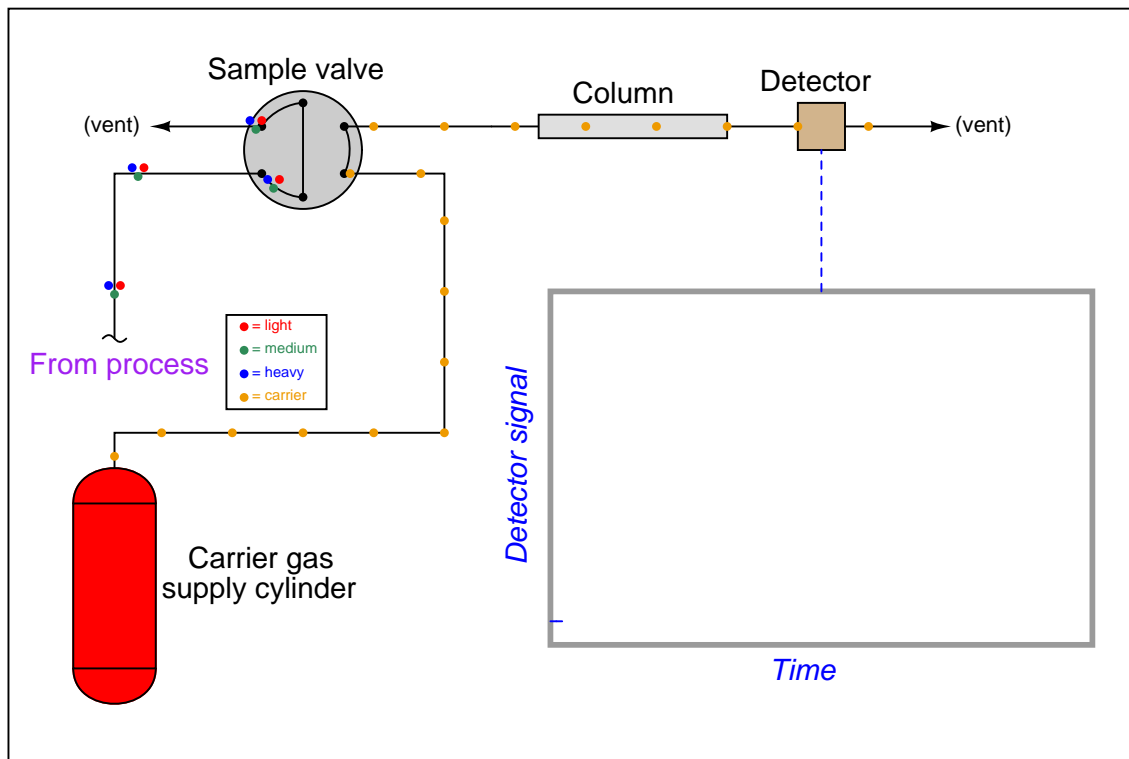 Sample valve
Column
Detector
(vent)
(vent)
= light
= medium
= heavy
= carrier
From process
Detector signal
Carrier gas
supply cylinder
Time